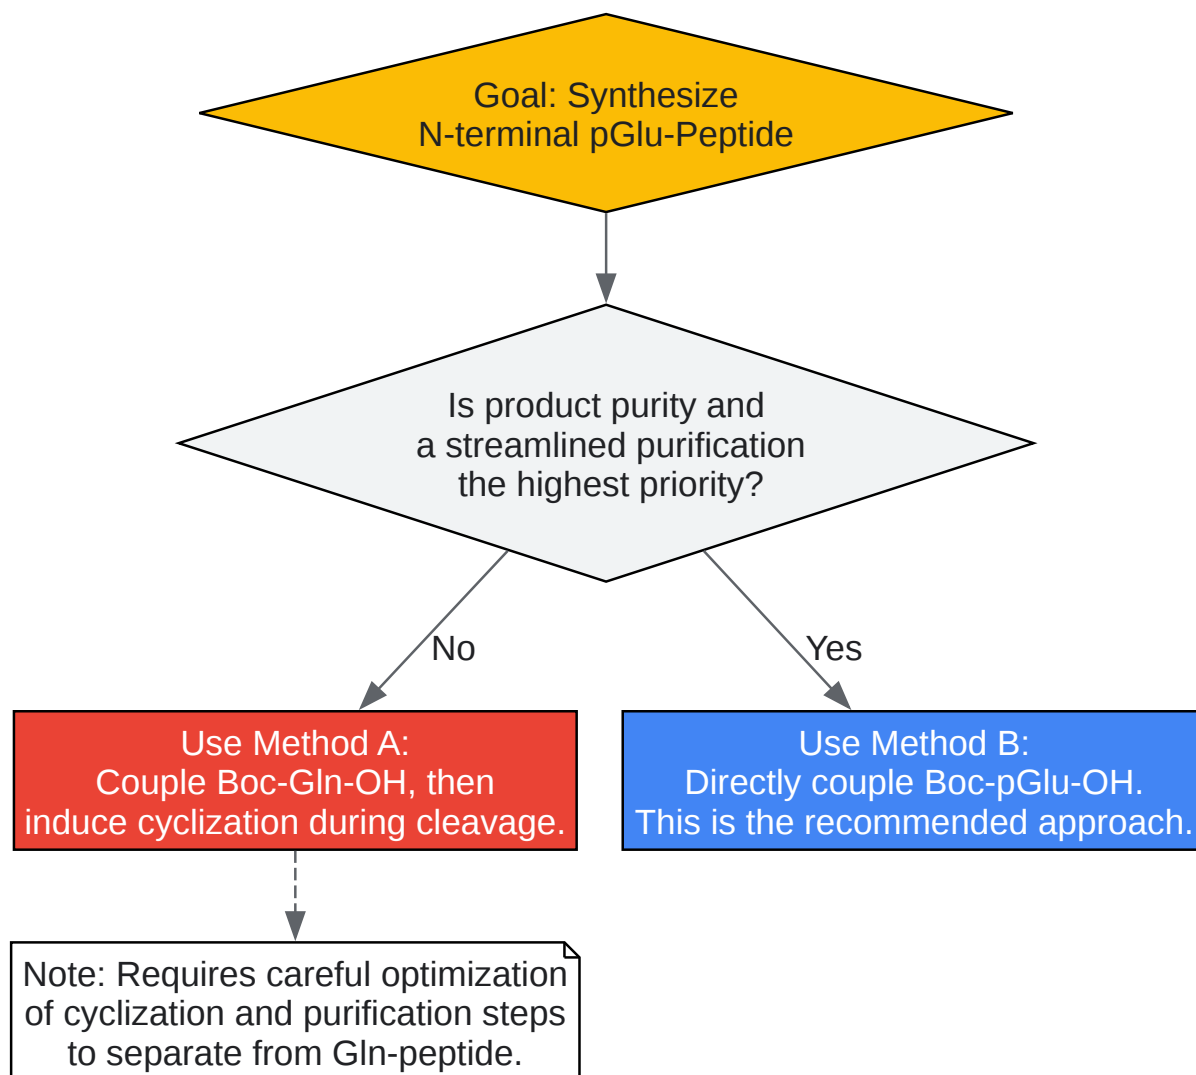 Goal: Synthesize
N-terminal pGlu-Peptide
Is product purity and
a streamlined purification
the highest priority?
No
Yes
Use Method A:
Couple Boc-Gln-OH, then
induce cyclization during cleavage.
Use Method B:
Directly couple Boc-pGlu-OH.
This is the recommended approach.
Note: Requires careful optimization
of cyclization and purification steps
to separate from Gln-peptide.